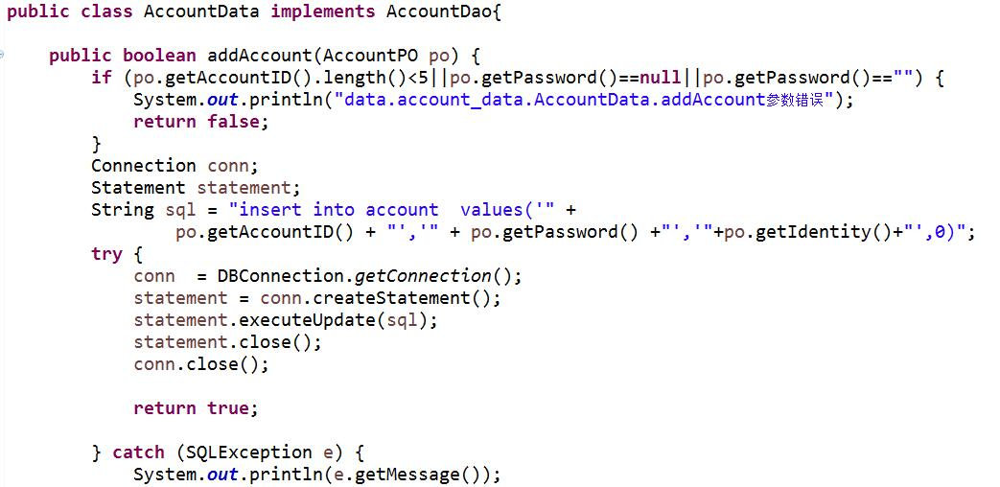 public class AccountData implements AccountDao{
public boolean addAccount(AccountPO po) {
if (po.getAccountID().length()<5||po.getPassword()==null||po.getPassword()=="") {
System.out.println("data.account_data.AccountData.addAccount参数错误");
return false;
}
Connection conn;
Statement statement;
String sql = "insert into account  values('" +
po.getAccountID() + "','" + po.getPassword() +"','"+po.getIdentity()+"',0)";
try {
conn  = DBConnection.getConnection();
statement = conn.createStatement();
statement.executeUpdate(sql);
statement.close();
conn.close();
return true;
} catch (SQLException e) {
System.out.println(e.getMessage());